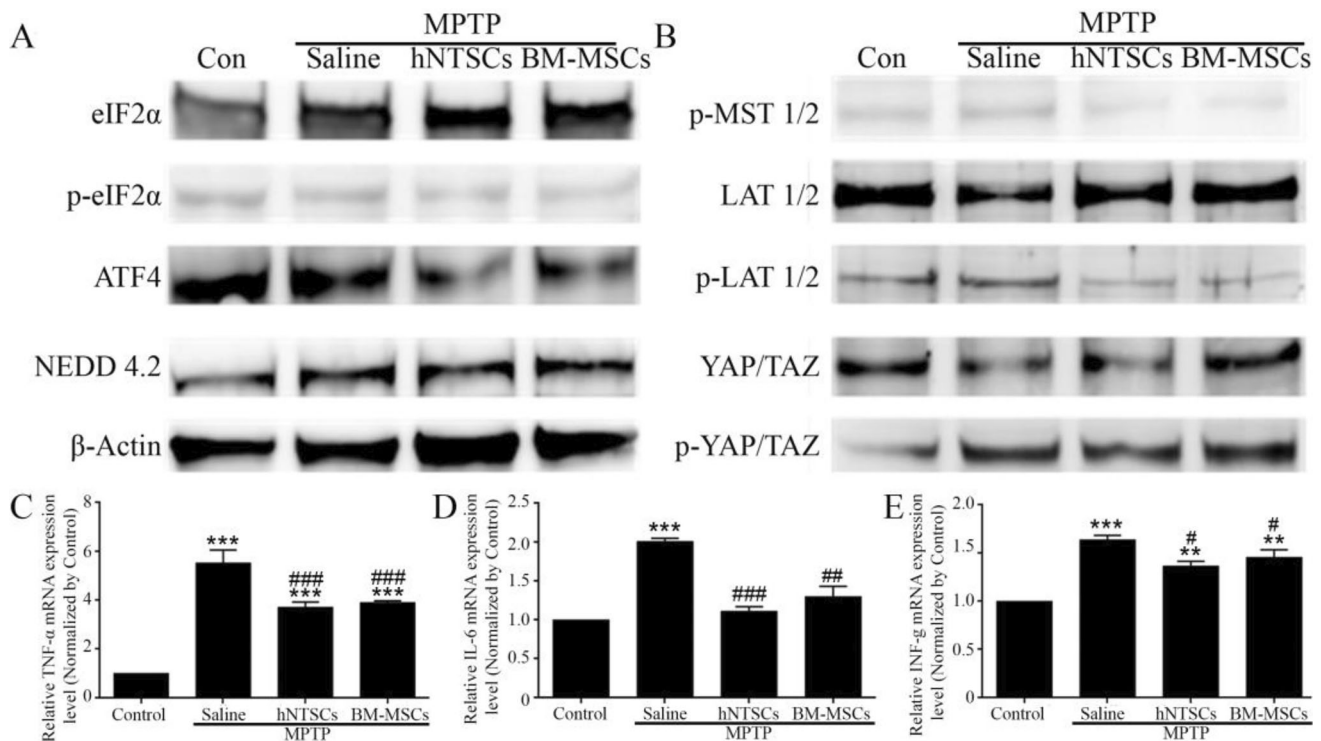 A
MPTP
Con Saline hNTSCs BM-MSCs
eIF2α
p-eIF2α
ATF4
NEDD 4.2
β-Actin
B
MPTP
Con Saline hNTSCs BM-MSCs
p-MST 1/2
LAT 1/2
p-LAT 1/2
YAP/TAZ
p-YAP/TAZ
C
Relative TNF-α mRNA expression
level (Normalized by Control)
8
6
4
2
0
***
###
***
###
***
Control Saline hNTSCs BM-MSCs
MPTP
D
Relative IL-6 mRNA expression
level (Normalized by Control)
2.5
2.0
1.5
1.0
0.5
0.0
***
###
##
Control Saline hNTSCs BM-MSCs
MPTP
E
Relative INF-g mRNA expression
level (Normalized by Control)
2.0
1.5
1.0
0.5
0.0
***
#
**
#
**
Control Saline hNTSCs BM-MSCs
MPTP